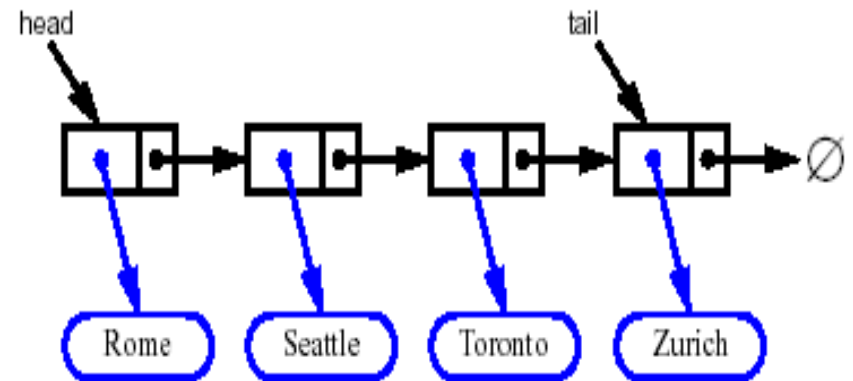 head
tail
∅
Rome
Seattle
Toronto
Zurich